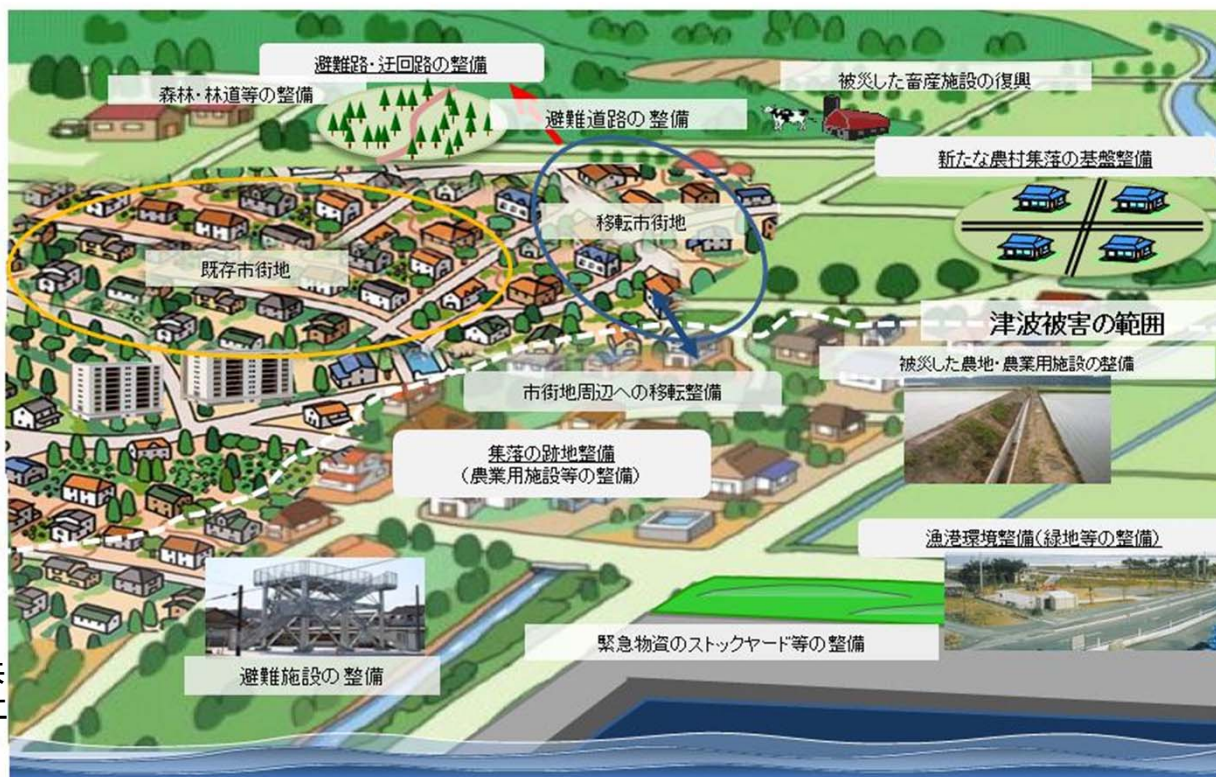 避難路・迂回路の整備
森林・林道等の整備
被災した畜産施設の復興
避難道路の整備
新たな農村集落の基盤整備
移転市街地
既存市街地
津波被害の範囲
被災した農地・農業用施設の整備
市街地周辺への移転整備
集落の跡地整備
(農業用施設等の整備)
漁港環境整備(緑地等の整備)
緊急物資のストックヤード等の整備
避難施設の整備